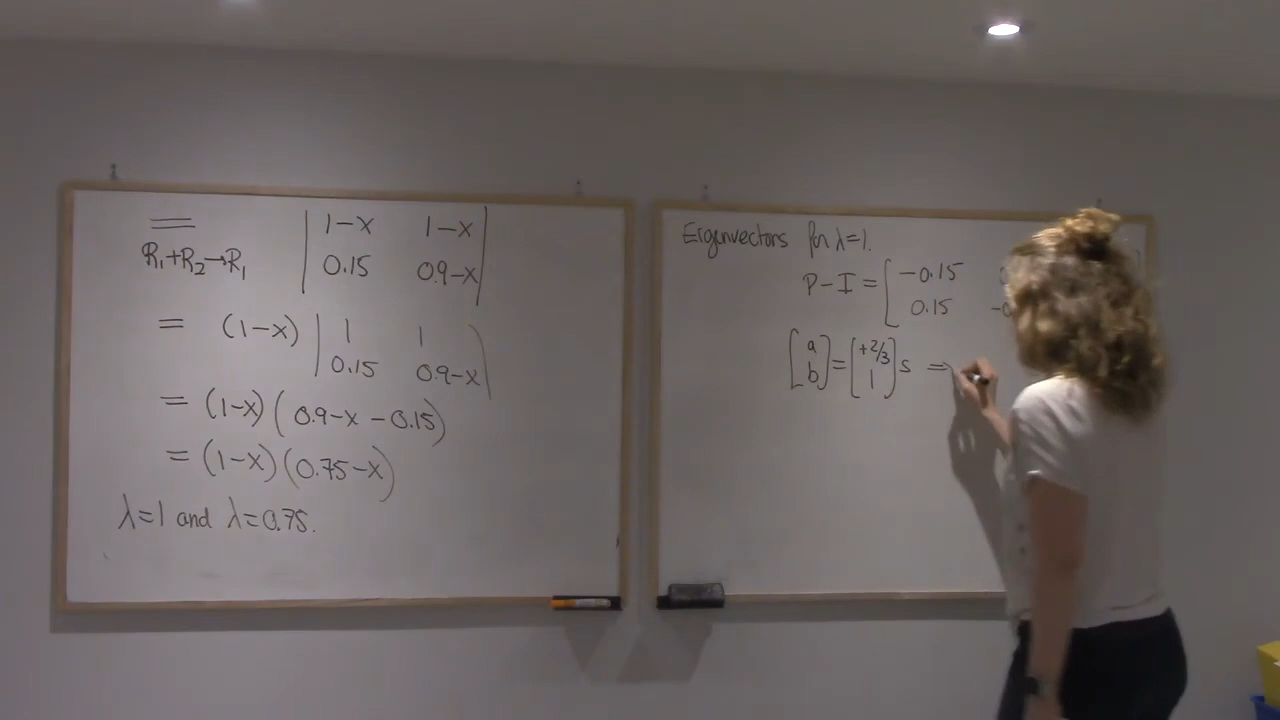 = R₁+R₂→R₁ | 1-x 1-x |
| 0.15 0.9-x |
= (1-x) | 1 1 |
| 0.15 0.9-x |
= (1-x)(0.9-x-0.15)
= (1-x)(0.75-x)
λ=1 and λ=0.75.
Eigenvectors for λ=1.
P-I = [ -0.15
0.15
[a b] = [+2/3 1] s ⇒